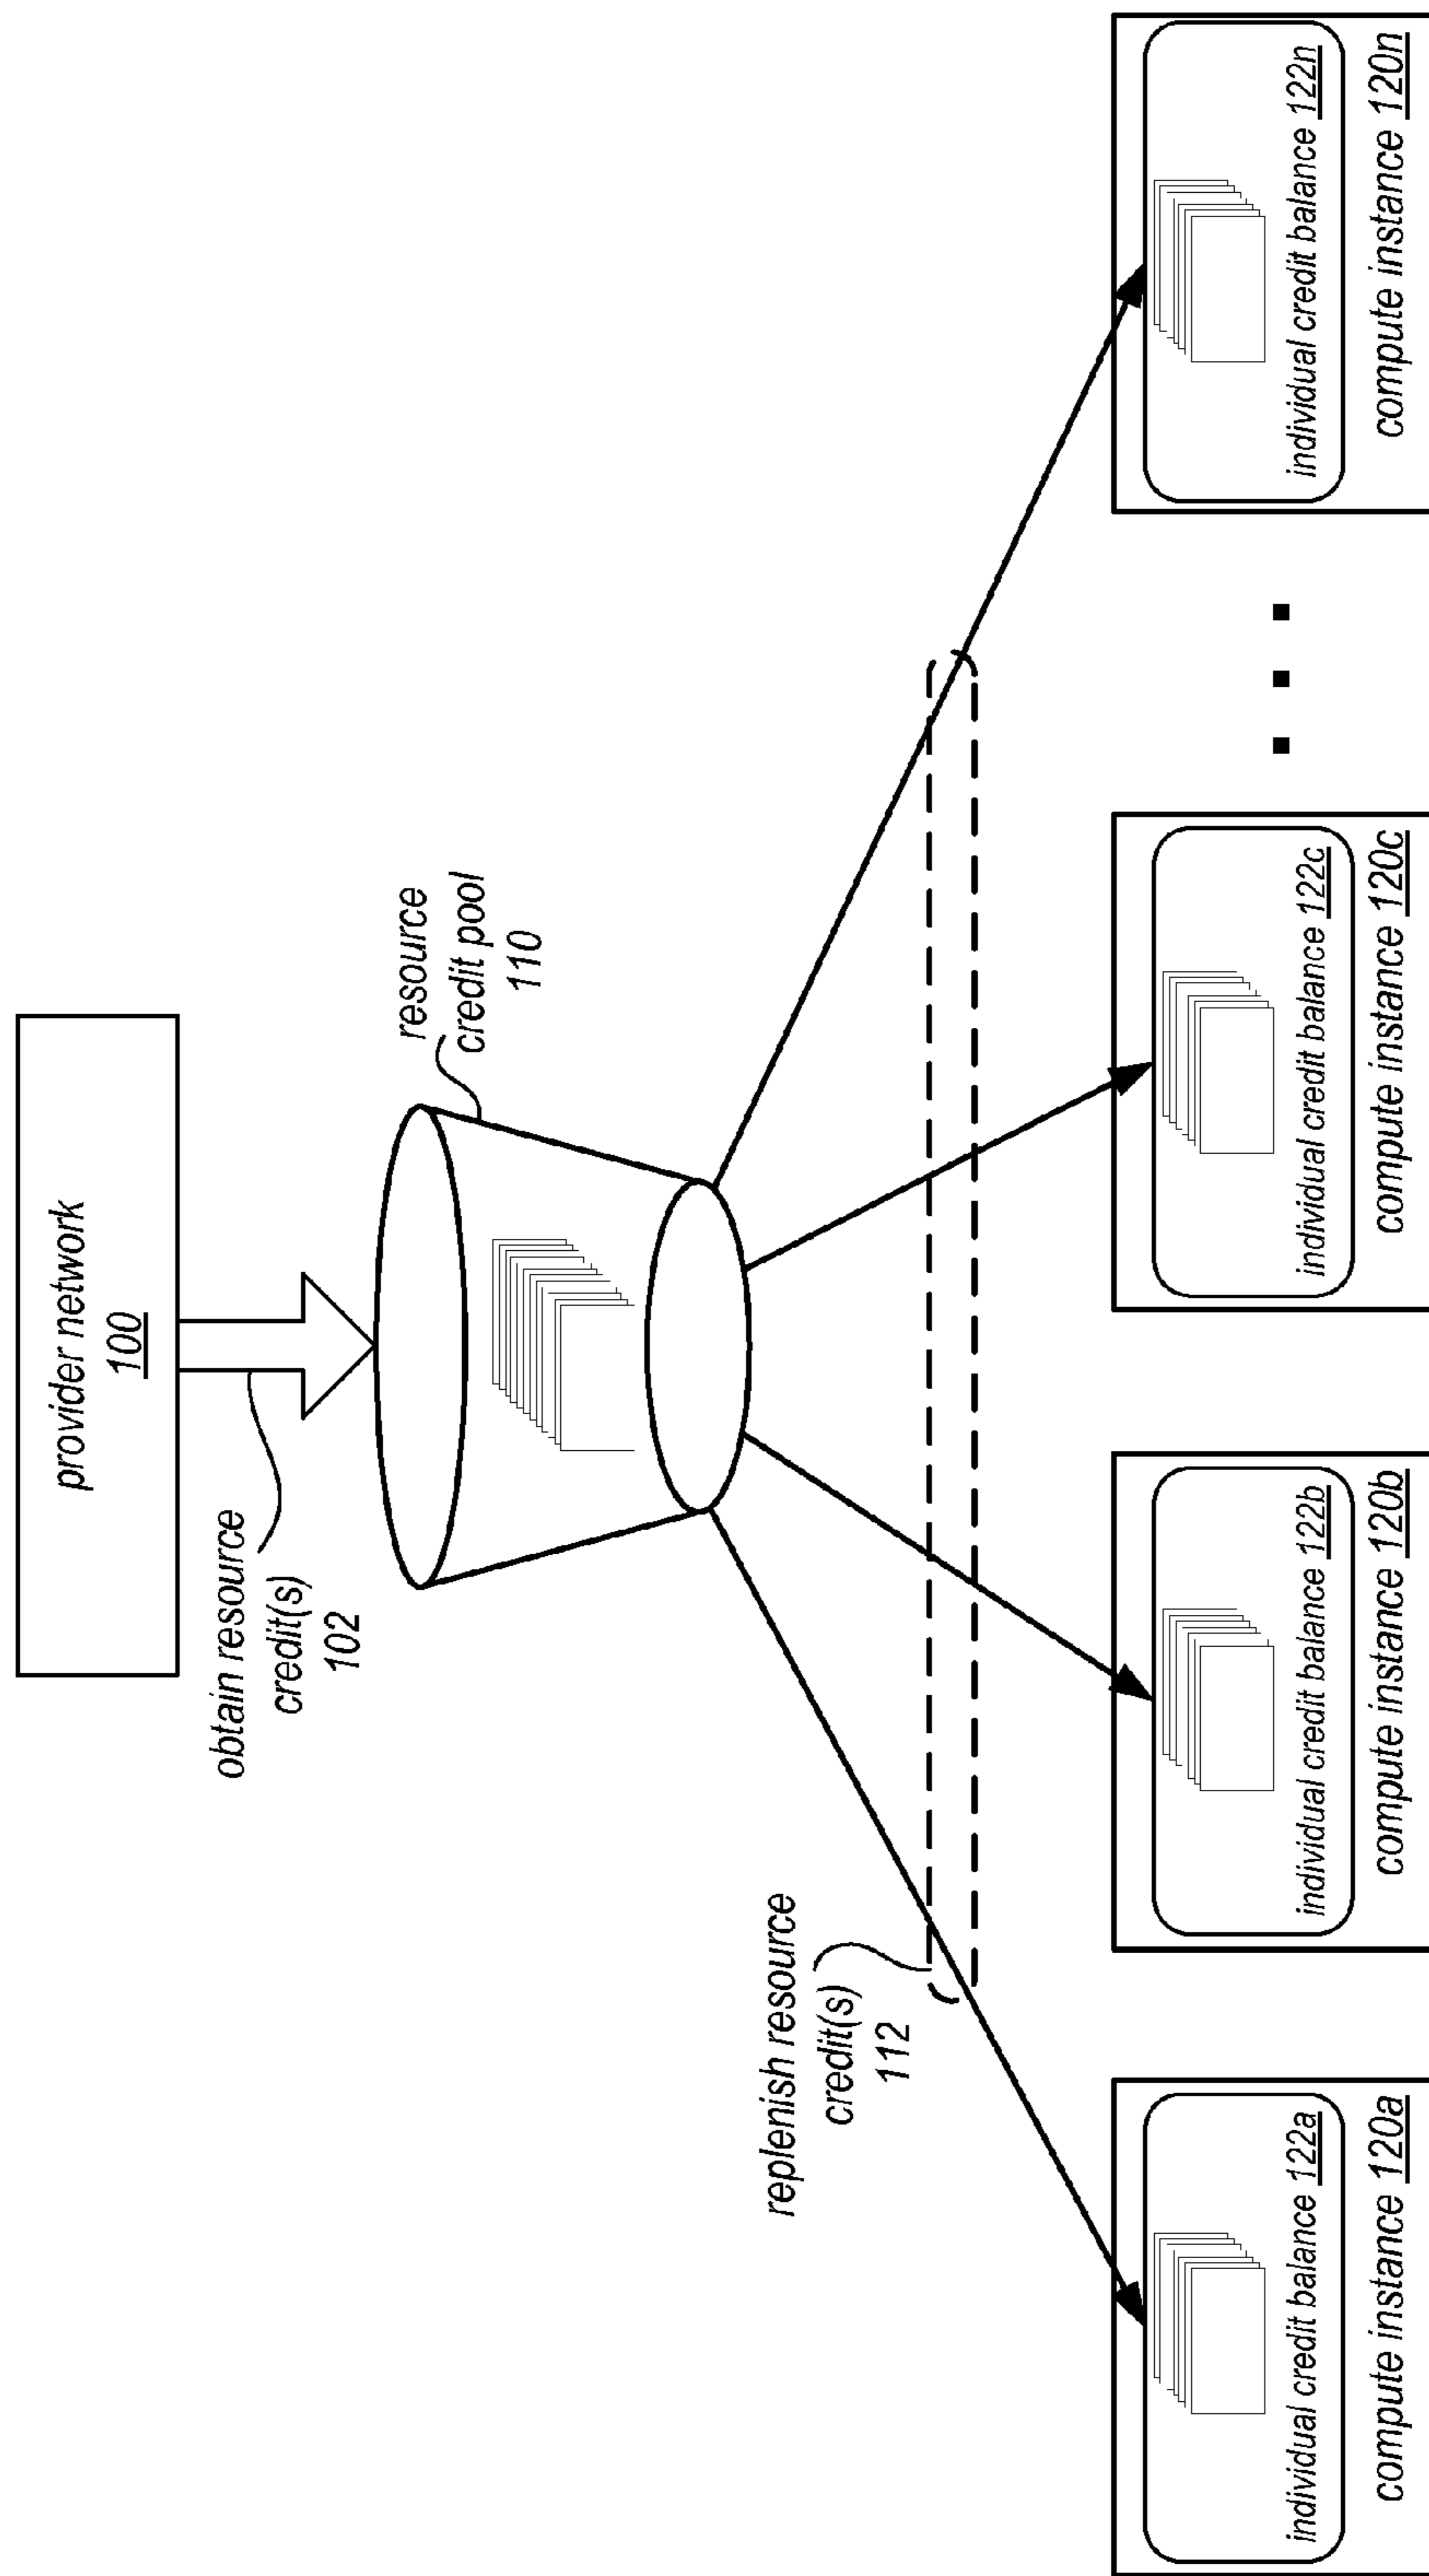 provider network
100
obtain resource
credit(s)
102
resource
credit pool
110
replenish resource
credit(s)
112
individual credit balance 122a
compute instance 120a
individual credit balance 122b
compute instance 120b
individual credit balance 122c
compute instance 120c
. . .
individual credit balance 122n
compute instance 120n